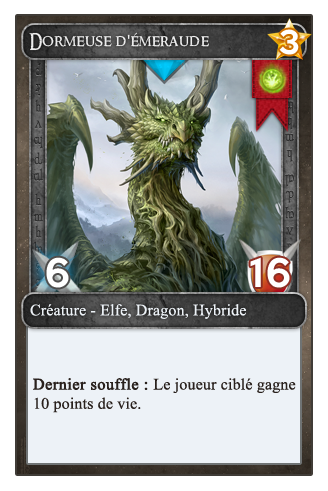 Dormeuse d'émeraude
3
6
16
Créature - Elfe, Dragon, Hybride
Dernier souffle : Le joueur ciblé gagne
10 points de vie.